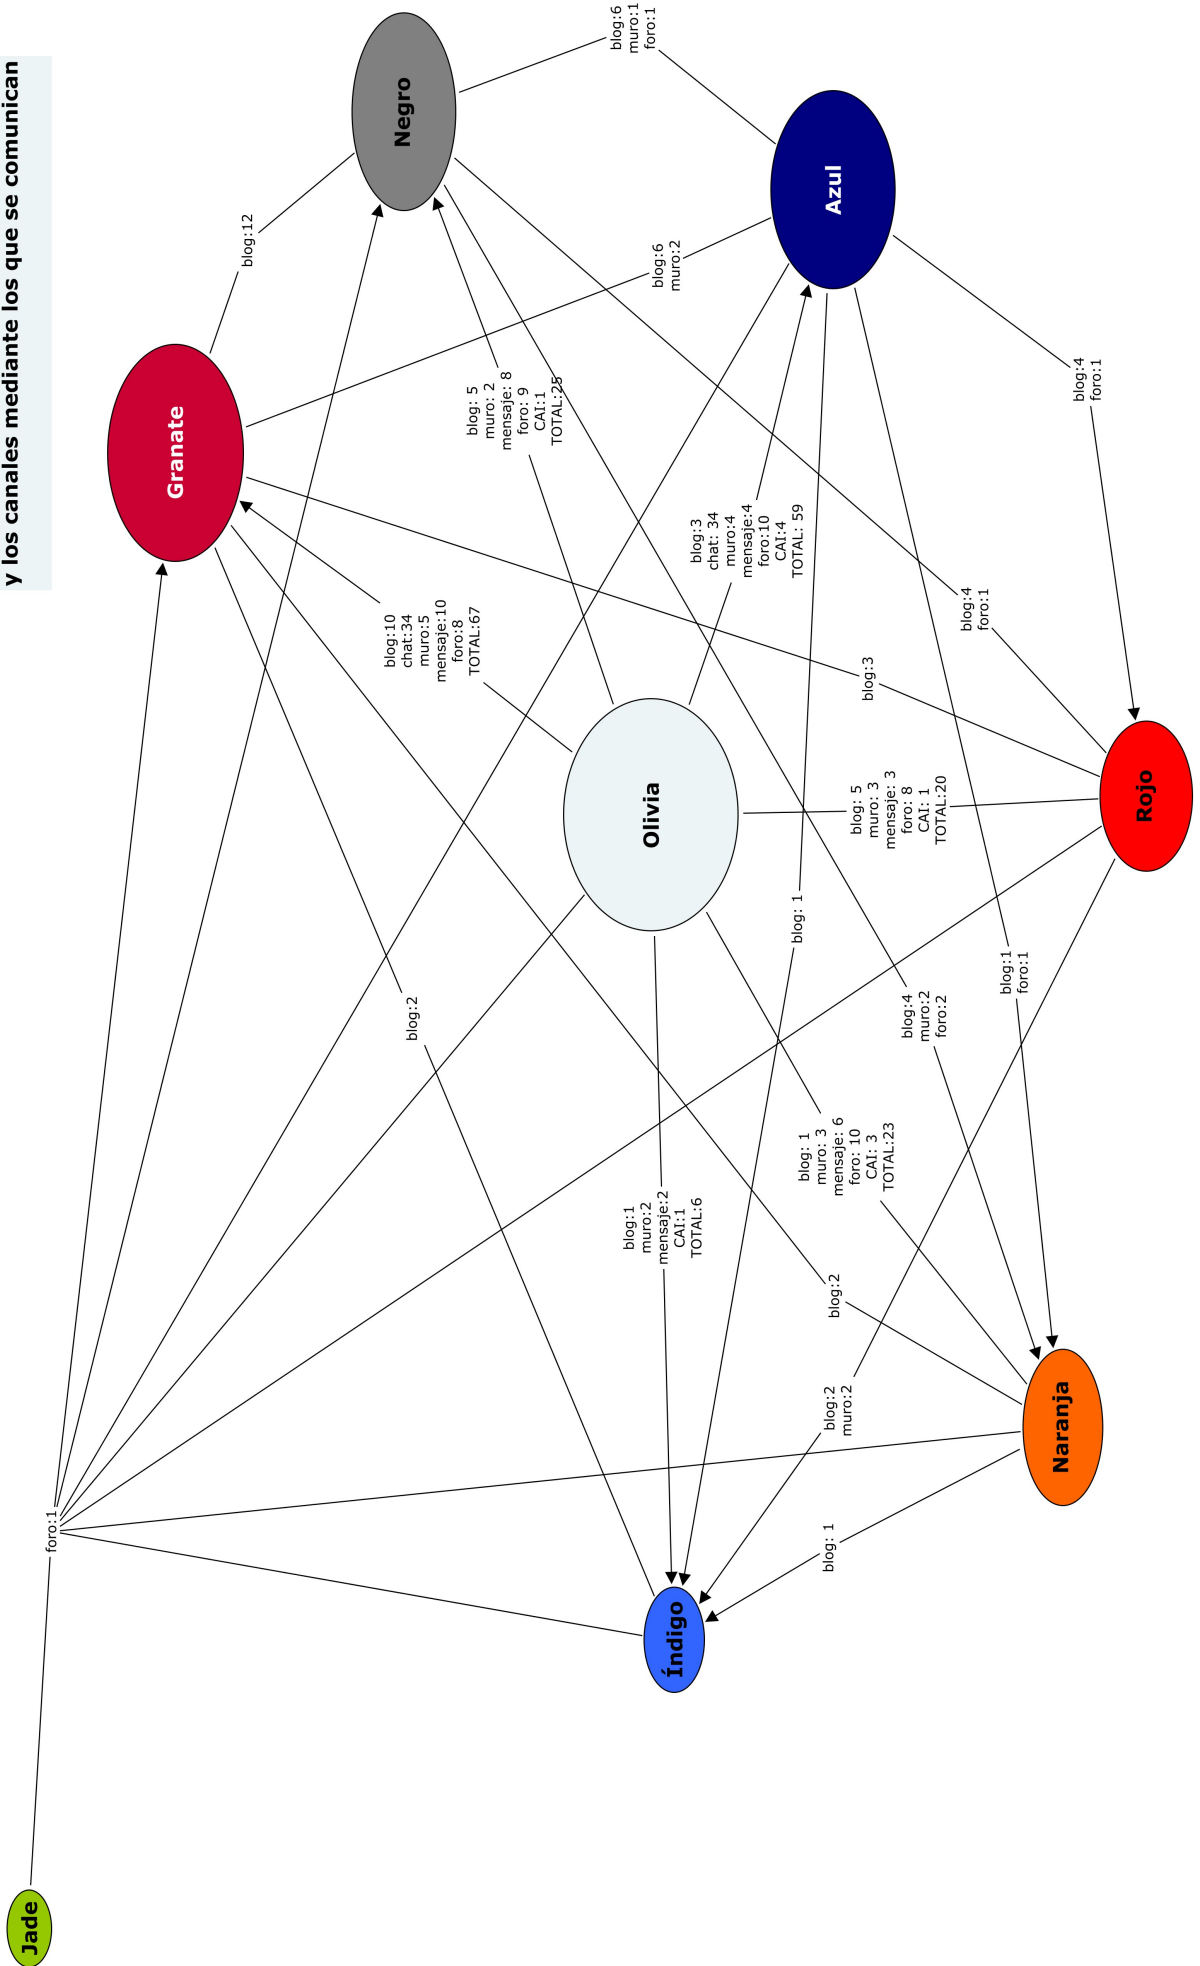 y los canales mediante los que se comunican
Jade
foro:1
Granate
blog:12
blog:10
chat:34
muro:5
mensaje:10
foro:8
TOTAL:67
Negro
blog:2
blog: 5
muro: 2
mensaje: 8
foro: 9
CAI:1
TOTAL:25
blog:6
muro:1
foro:1
blog:1
muro:2
mensaje:2
CAI:1
TOTAL:6
Olivia
blog:6
muro:2
Índigo
blog:3
chat: 34
muro:4
mensaje:4
foro:10
CAI:4
TOTAL: 59
blog: 1
blog: 1
muro: 3
mensaje: 6
foro: 10
CAI: 3
TOTAL:23
blog: 1
blog:2
muro:2
Azul
blog:2
blog: 5
muro: 3
mensaje: 3
foro: 8
CAI: 1
TOTAL:20
blog:3
blog:4
muro:2
foro:2
blog:4
foro:1
blog:1
foro:1
Naranja
blog:4
foro:1
Rojo